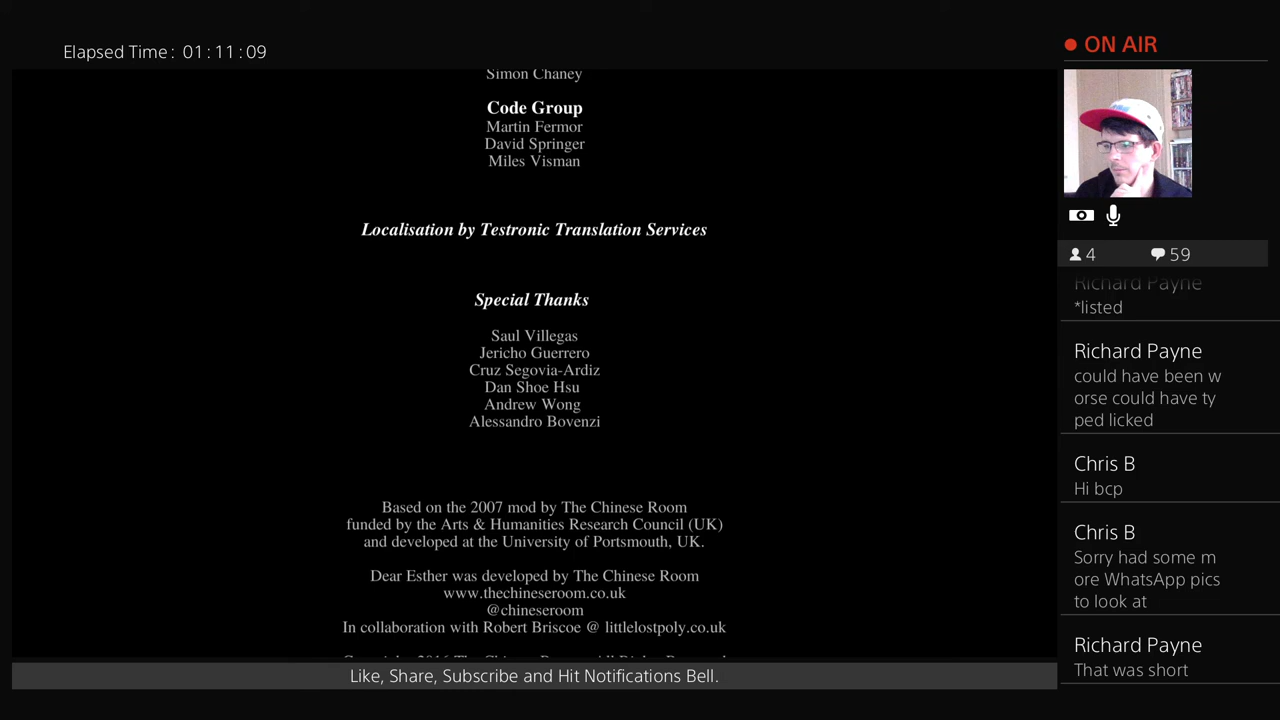 Elapsed Time: 01:11:09
ON AIR
Simon Chaney
Code Group
Martin Fermor
David Springer
Miles Visman
Localisation by Testronic Translation Services
Special Thanks
Saul Villegas
Jericho Guerrero
Cruz Segovia-Ardiz
Dan Shoe Hsu
Andrew Wong
Alessandro Bovenzi
Based on the 2007 mod by The Chinese Room
funded by the Arts & Humanities Research Council (UK)
and developed at the University of Portsmouth, UK.
Dear Esther was developed by The Chinese Room
www.thechineseroom.co.uk
@chineseroom
In collaboration with Robert Briscoe @ littlelostpoly.co.uk
Like, Share, Subscribe and Hit Notifications Bell.
4
59
Richard Payne
*listed
Richard Payne
could have been w
orse could have ty
ped licked
Chris B
Hi bcp
Chris B
Sorry had some m
ore WhatsApp pics
to look at
Richard Payne
That was short